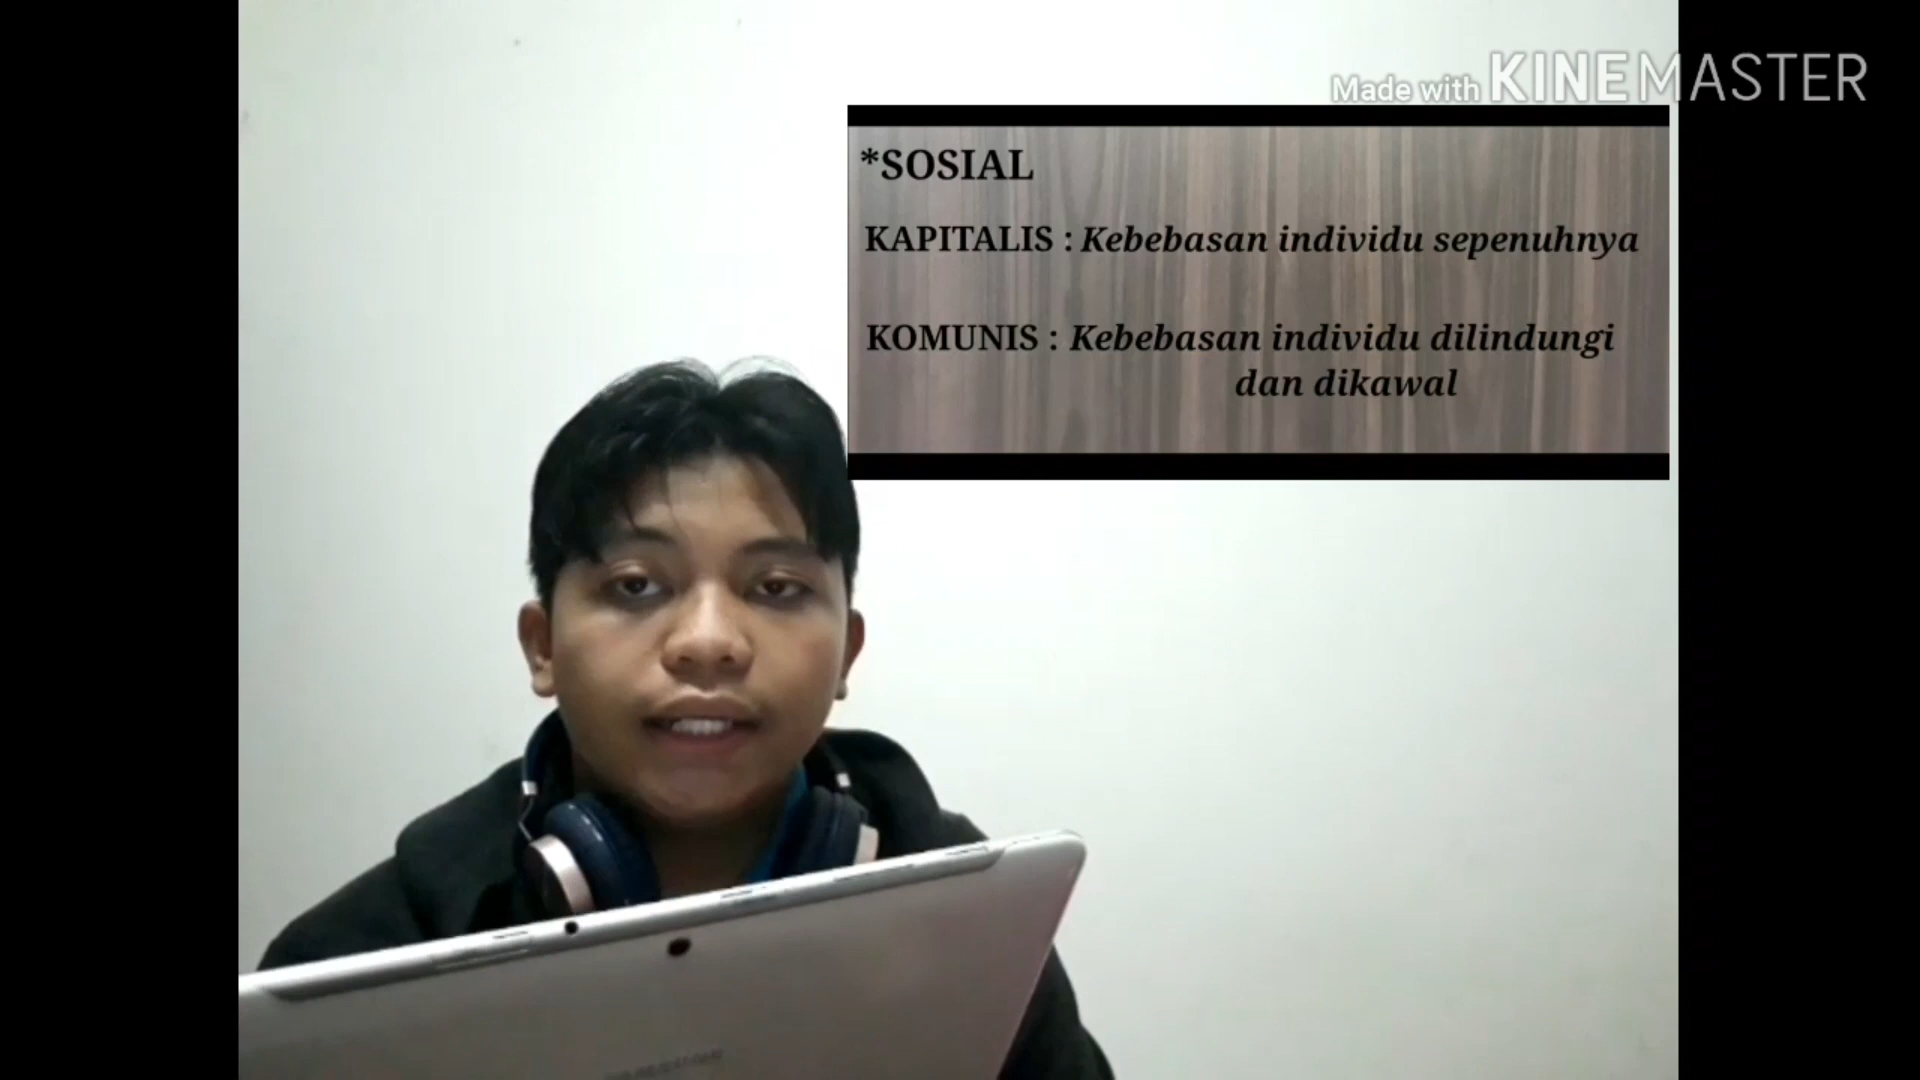 Made with KINEMASTER
*SOSIAL
KAPITALIS : Kebebasan individu sepenuhnya
KOMUNIS : Kebebasan individu dilindungi
dan dikawal